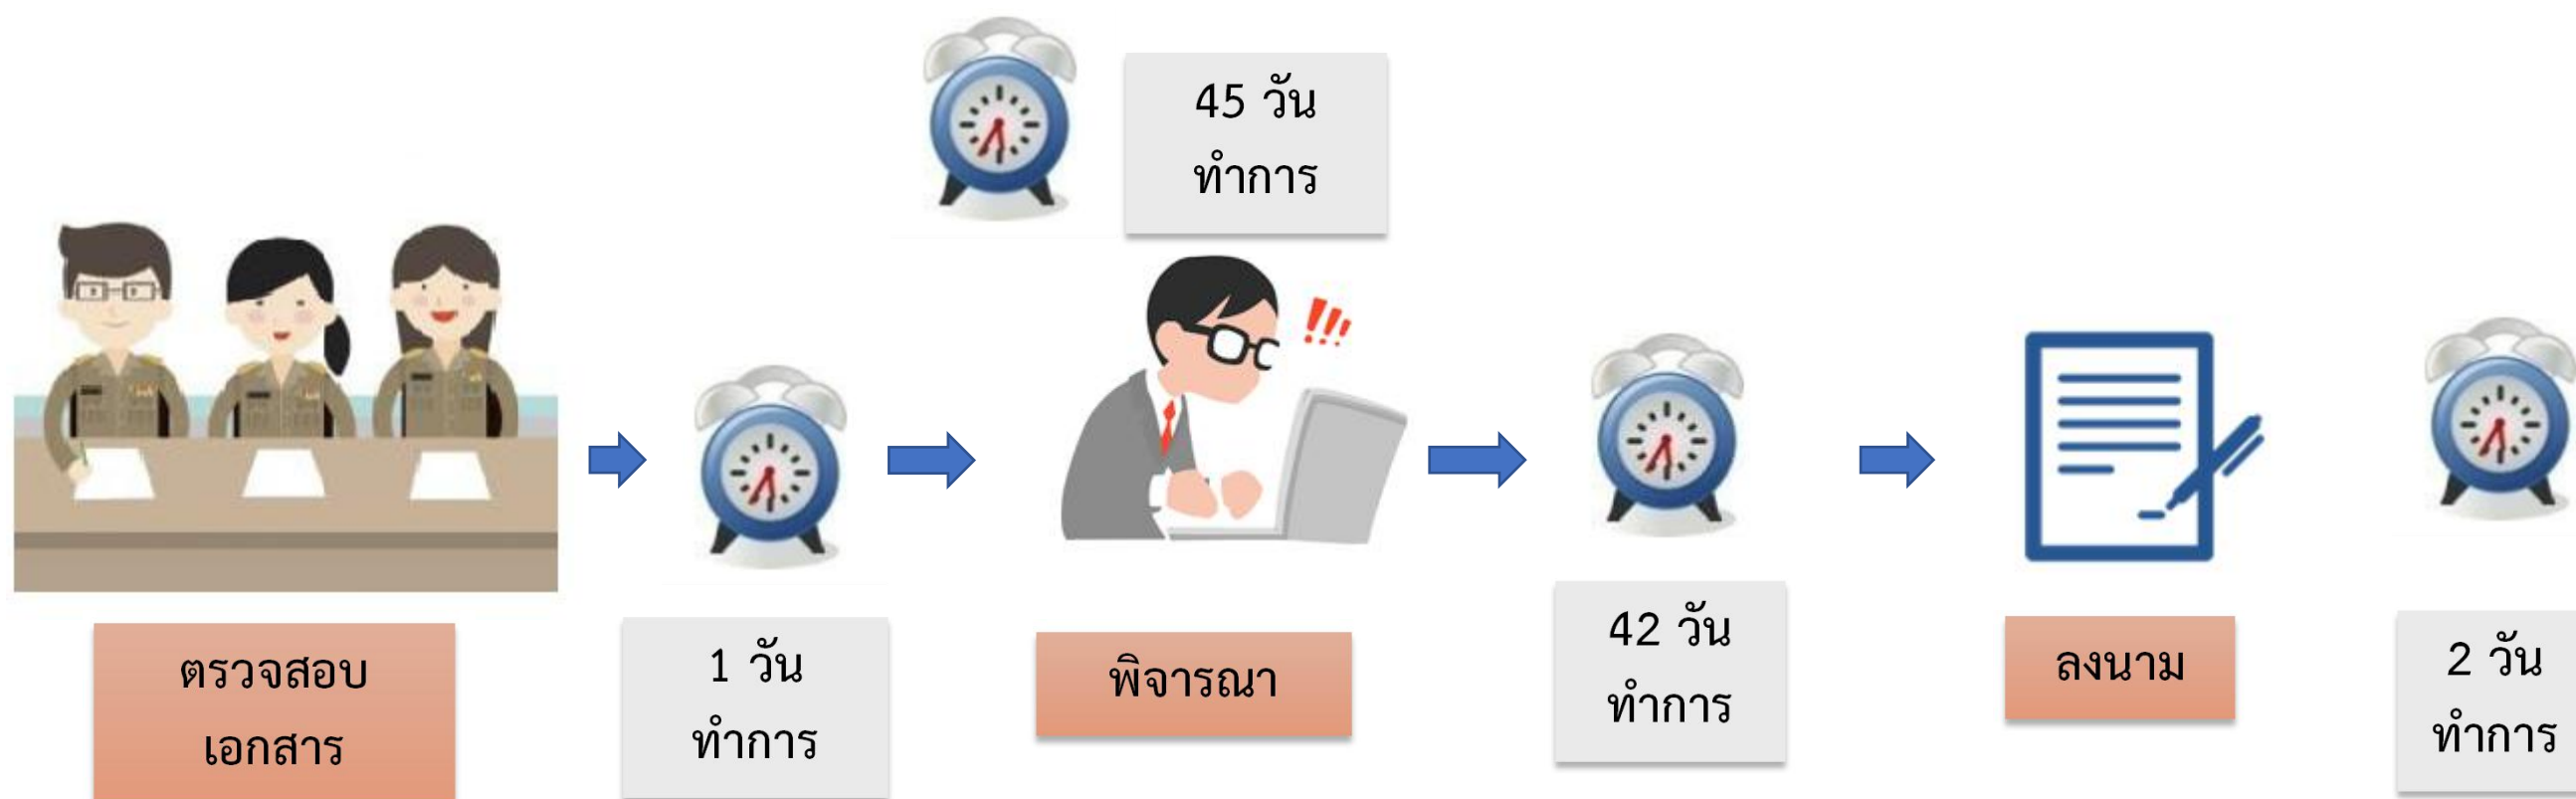 45 วัน
ทำการ
ตรวจสอบ
เอกสาร
1 วัน
ทำการ
พิจารณา
42 วัน
ทำการ
ลงนาม
2 วัน
ทำการ